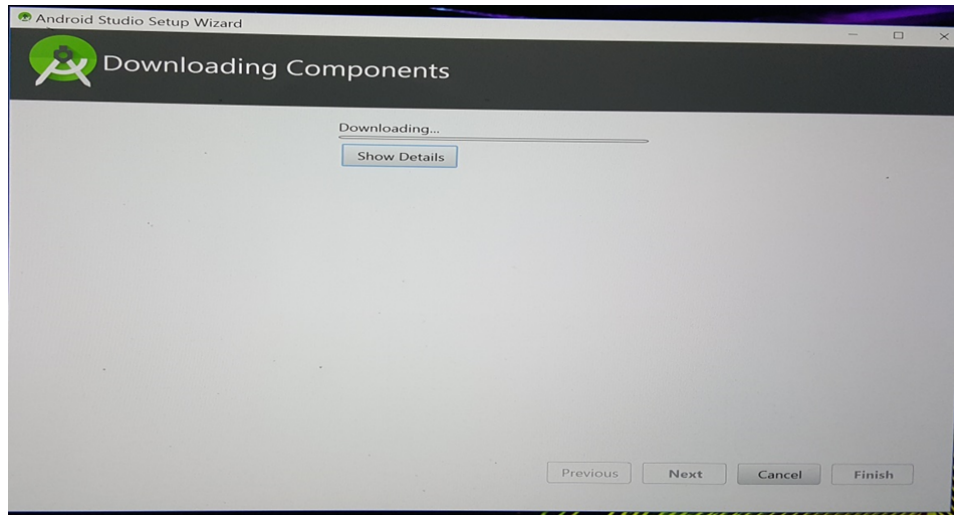 Android Studio Setup Wizard
Downloading Components
Downloading...
Show Details
Previous Next Cancel Finish